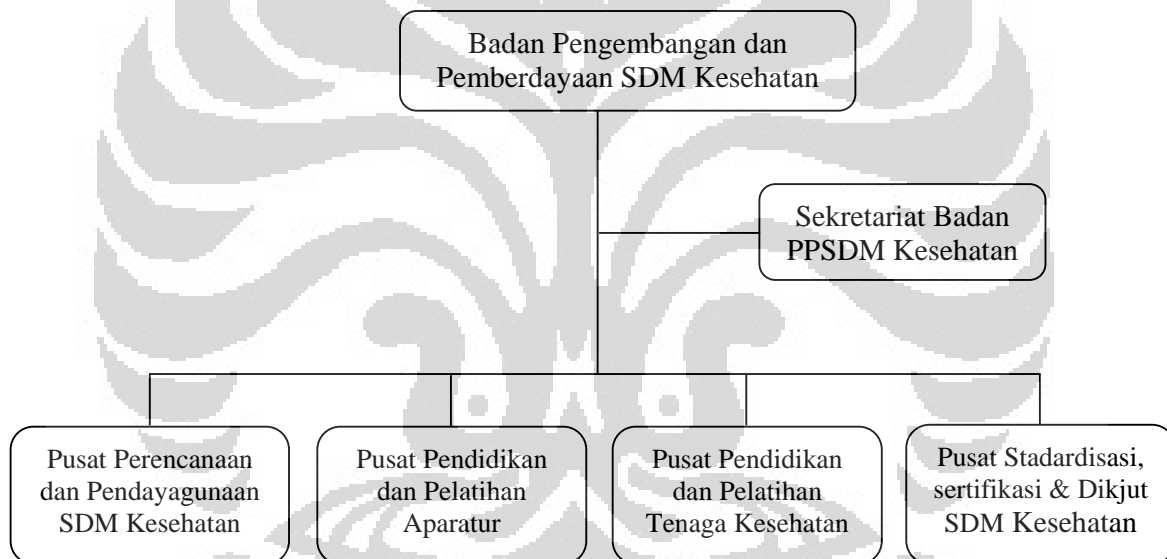 Badan Pengembangan dan
Pemberdayaan SDM Kesehatan
Sekretariat Badan
PPSDM Kesehatan
Pusat Perencanaan
dan Pendayagunaan
SDM Kesehatan
Pusat Pendidikan
dan Pelatihan
Aparatur
Pusat Pendidikan
dan Pelatihan
Tenaga Kesehatan
Pusat Stadardisasi,
sertifikasi & Dikjut
SDM Kesehatan